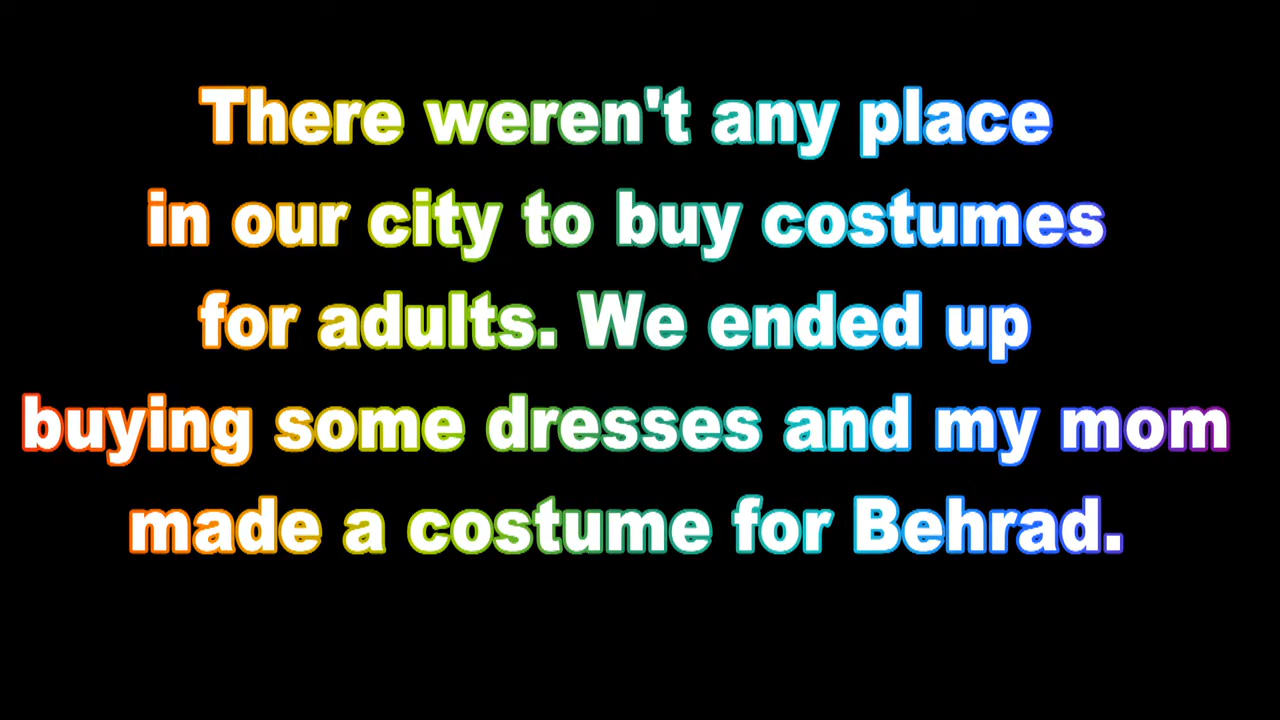 There weren't any place
in our city to buy costumes
for adults. We ended up
buying some dresses and my mom
made a costume for Behrad.